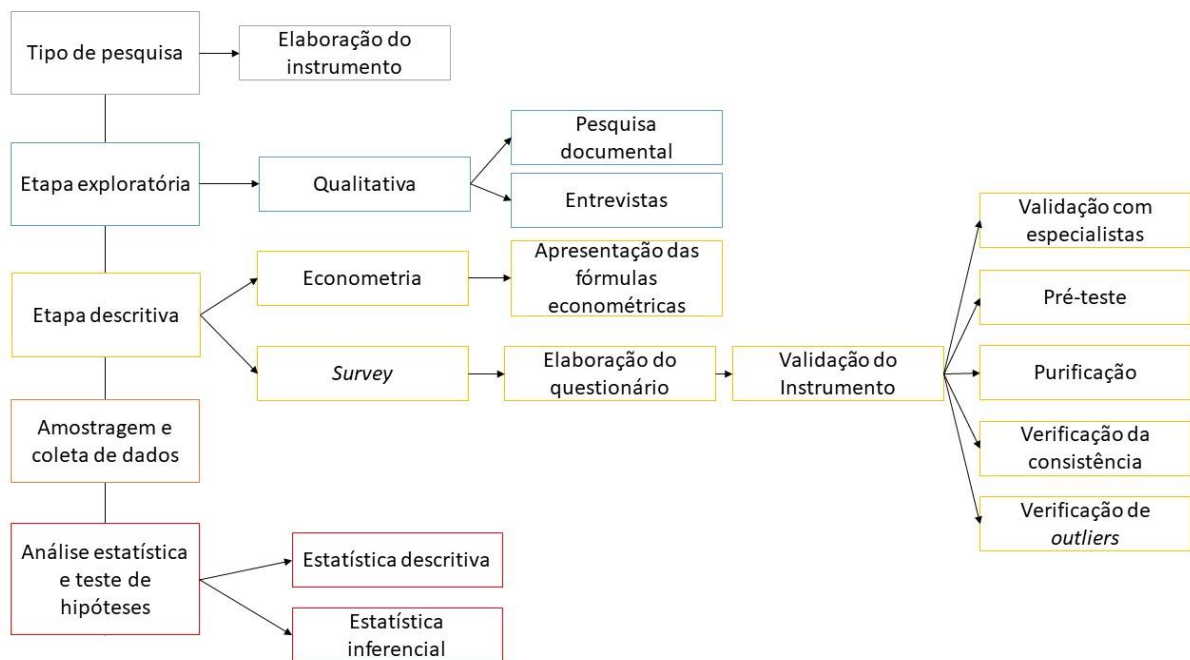 Tipo de pesquisa
Elaboração do
instrumento
Etapa exploratória
Qualitativa
Pesquisa
documental
Entrevistas
Etapa descritiva
Econometria
Apresentação das
fórmulas
econométricas
Survey
Elaboração do
questionário
Validação do
Instrumento
Validação com
especialistas
Pré-teste
Purificação
Verificação da
consistência
Verificação de
outliers
Amostragem e
coleta de dados
Análise estatística
e teste de
hipóteses
Estatística descritiva
Estatística
inferencial